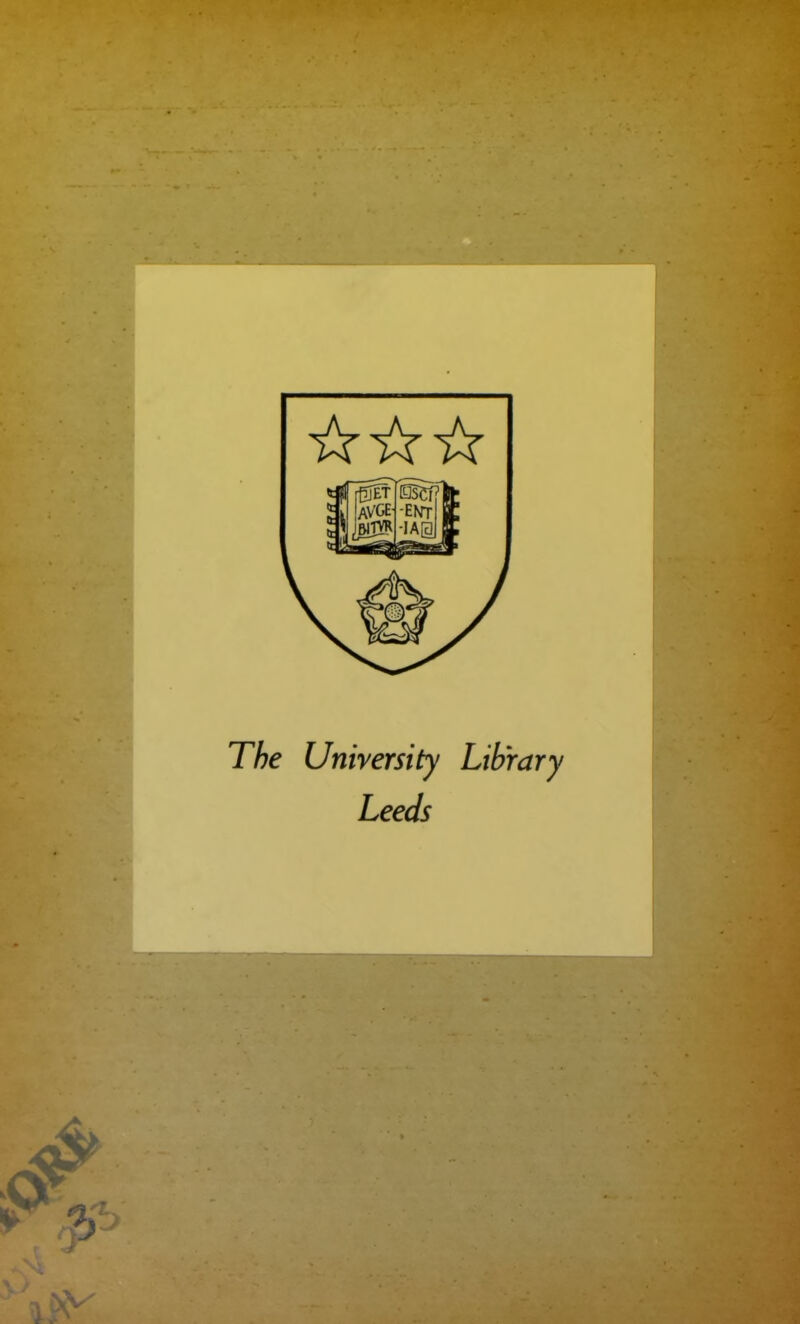 ET
AVGE-
BITVR
SCI
-ENT
-IA
The University Library
Leeds